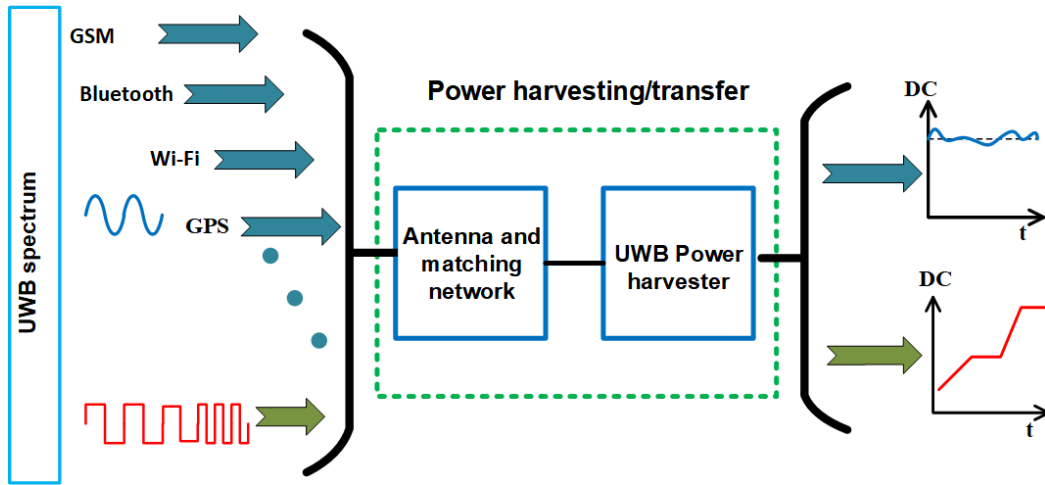 UWB spectrum
GSM
Bluetooth
Wi-Fi
GPS
Power harvesting/transfer
Antenna and
matching
network
UWB Power
harvester
DC
t
DC
t